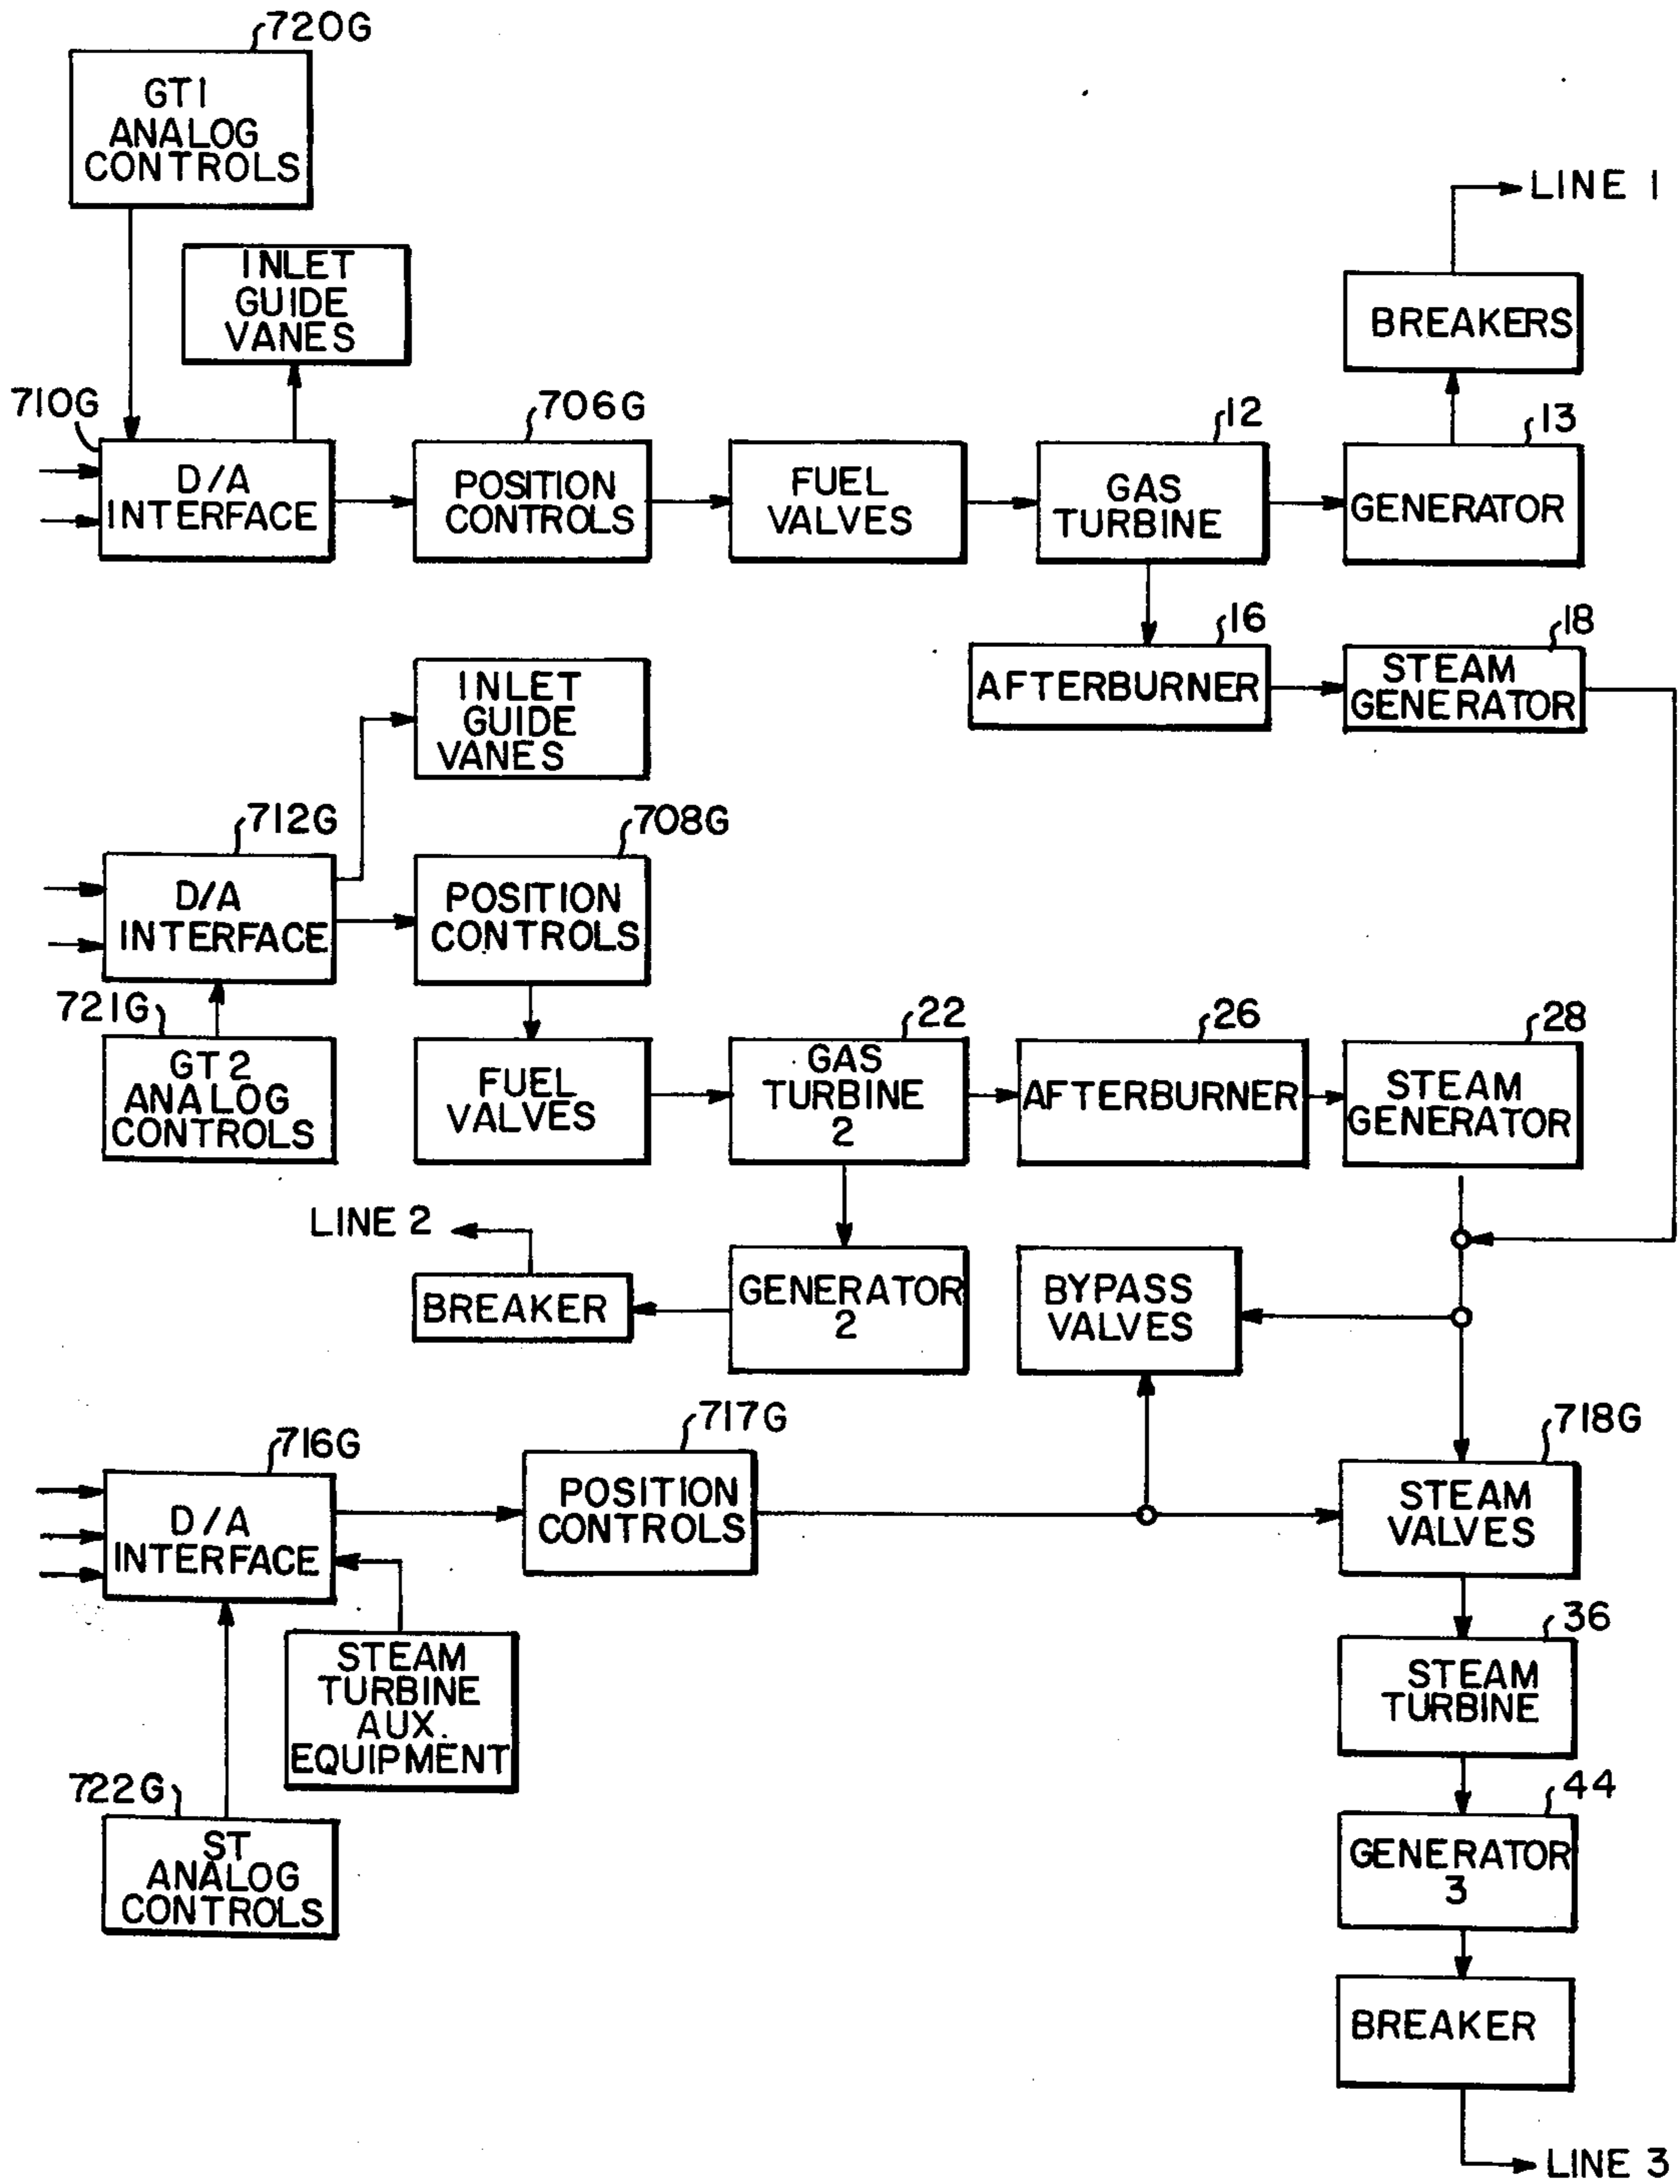 720G
GT1
ANALOG
CONTROLS
LINE 1
INLET
GUIDE
VANES
BREAKERS
710G
706G
12
13
D/A
INTERFACE
POSITION
CONTROLS
FUEL
VALVES
GAS
TURBINE
GENERATOR
16
18
AFTERBURNER
STEAM
GENERATOR
INLET
GUIDE
VANES
712G
708G
D/A
INTERFACE
POSITION
CONTROLS
721G
22
26
28
GT2
ANALOG
CONTROLS
FUEL
VALVES
GAS
TURBINE
2
AFTERBURNER
STEAM
GENERATOR
LINE 2
BREAKER
GENERATOR
2
BYPASS
VALVES
716G
717G
718G
D/A
INTERFACE
POSITION
CONTROLS
STEAM
VALVES
STEAM
TURBINE
AUX.
EQUIPMENT
36
STEAM
TURBINE
722G
ST
ANALOG
CONTROLS
44
GENERATOR
3
BREAKER
LINE 3